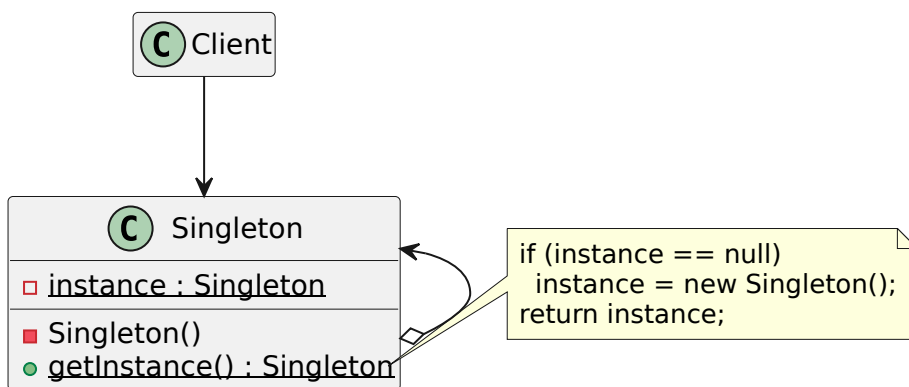 C Client
C Singleton
instance : Singleton
Singleton()
getInstance() : Singleton
if (instance == null)
instance = new Singleton();
return instance;